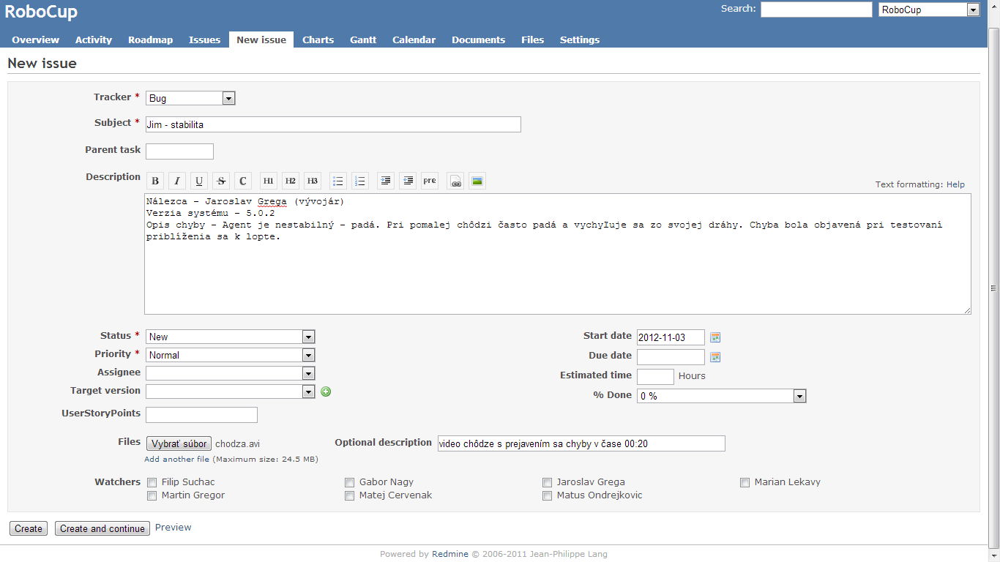 RoboCup
Search:
RoboCup
Overview Activity Roadmap Issues New issue Charts Gantt Calendar Documents Files Settings
New issue
Tracker *
Bug
Subject *
Jim - stabilita
Parent task
Description
B I U S C H1 H2 H3 pre
Text formatting: Help
Nálezca - Jaroslav Grega (vývojár)
Verzia systému - 5.0.2
Opis chyby - Agent je nestabilný - padá. Pri pomalej chôdzi často padá a vychyľuje sa zo svojej dráhy. Chyba bola objavená pri testovaní
priblíženia sa k lopte.
Status * New
Priority * Normal
Assignee
Target version
UserStoryPoints
Start date 2012-11-03
Due date
Estimated time Hours
% Done 0 %
Files Vybrať súbor chodza.avi Optional description video chôdze s prejavením sa chyby v čase 00:20
Add another file (Maximum size: 24.5 MB)
Watchers Filip Suchac Gabor Nagy Jaroslav Grega Marian Lekavy
Martin Gregor Matej Cervenak Matus Ondrejkovic
Create Create and continue Preview
Powered by Redmine © 2006-2011 Jean-Philippe Lang